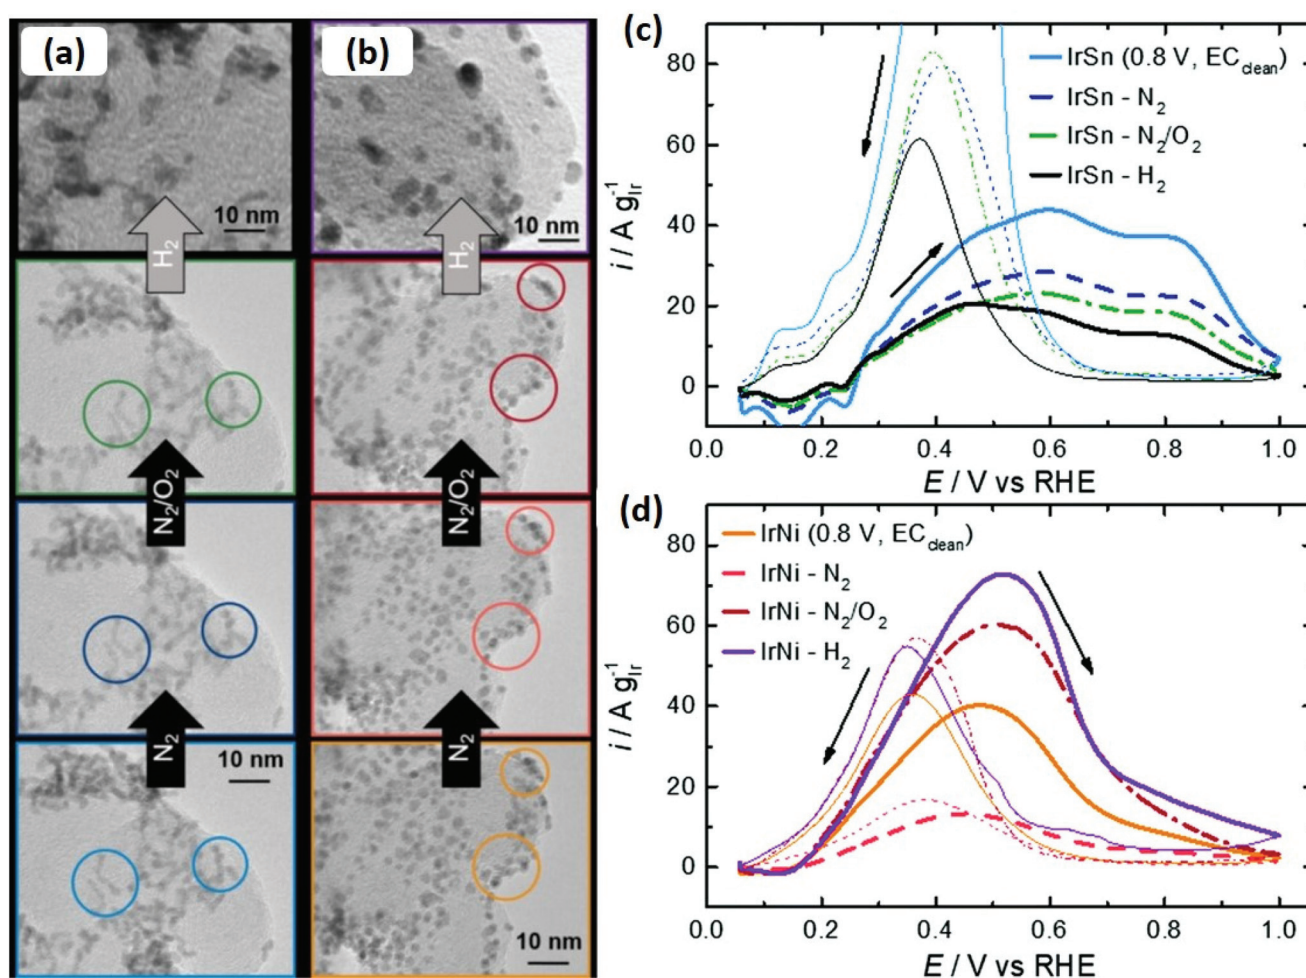 (a)
(b)
10 nm
10 nm
H₂
H₂
N₂/O₂
N₂/O₂
N₂
N₂
10 nm
10 nm
(c)
80
60
40
20
0
i / A g⁻¹Ir
IrSn (0.8 V, ECclean)
IrSn - N₂
IrSn - N₂/O₂
IrSn - H₂
0.0 0.2 0.4 0.6 0.8 1.0
E / V vs RHE
(d)
80
60
40
20
0
i / A g⁻¹Ir
IrNi (0.8 V, ECclean)
IrNi - N₂
IrNi - N₂/O₂
IrNi - H₂
0.0 0.2 0.4 0.6 0.8 1.0
E / V vs RHE